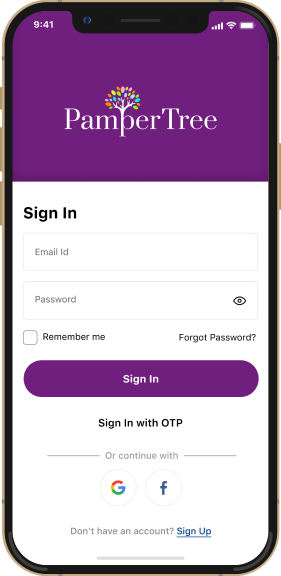 9:41
PamperTree
Sign In
Email Id
Password
Remember me Forgot Password?
Sign In
Sign In with OTP
Or continue with
G f
Don't have an account? Sign Up